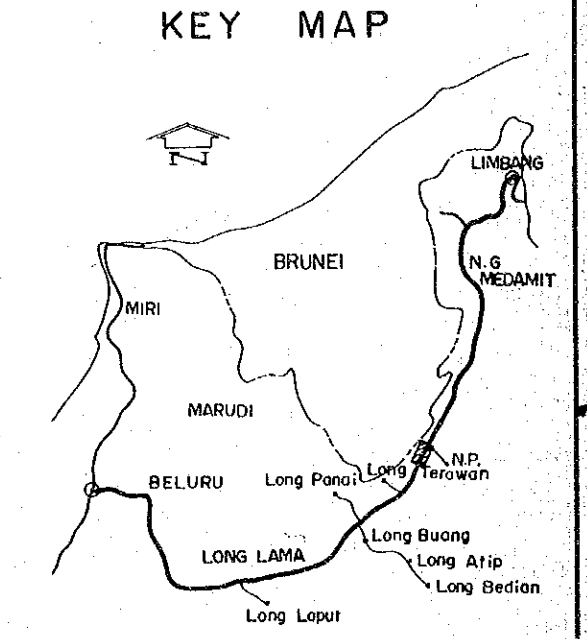 KEY MAP
N
LIMBANG
BRUNEI
N.G
MEDAMIT
MIRI
MARUDI
N.P.
BELURU
Long Panai
Long Terawan
Long Buang
LONG LAMA
Long Atip
Long Bedian
Long Laput